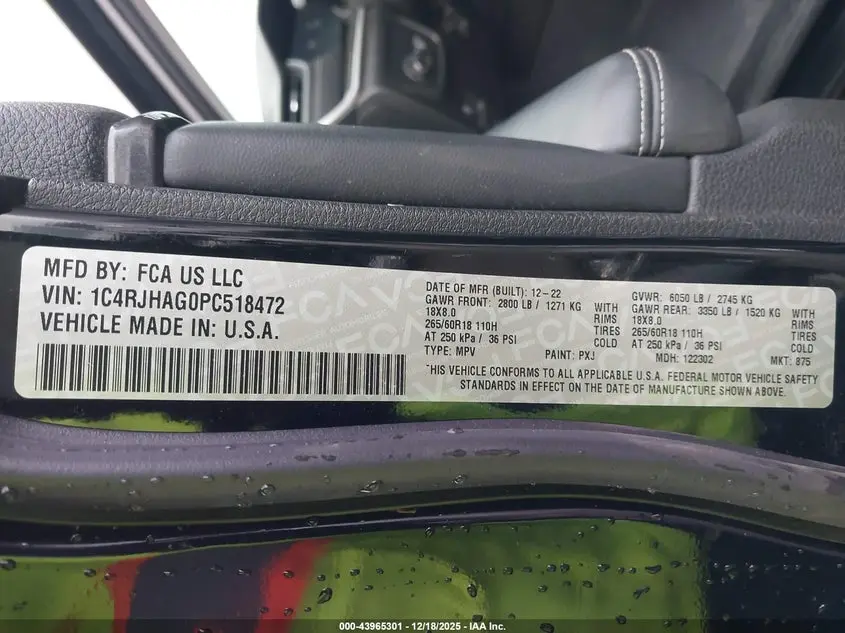 MFD BY: FCA US LLC
VIN: 1C4RJHAG0PC518472
VEHICLE MADE IN: U.S.A.
DATE OF MFR (BUILT): 12-22
GAWR FRONT: 2800 LB / 1271 KG WITH
18X8.0 RIMS
265/60R18 110H TIRES
AT 250 kPa / 36 PSI COLD
TYPE: MPV PAINT: PXJ
GVWR: 6050 LB / 2745 KG
GAWR REAR: 3350 LB / 1520 KG WITH
18X8.0 RIMS
265/60R18 110H TIRES
AT 250 kPa / 36 PSI COLD
MDH: 122302 MKT: 875
"THIS VEHICLE CONFORMS TO ALL APPLICABLE U.S.A. FEDERAL MOTOR VEHICLE SAFETY
STANDARDS IN EFFECT ON THE DATE OF MANUFACTURE SHOWN ABOVE.
000-43965301 - 12/18/2025 - IAA Inc.